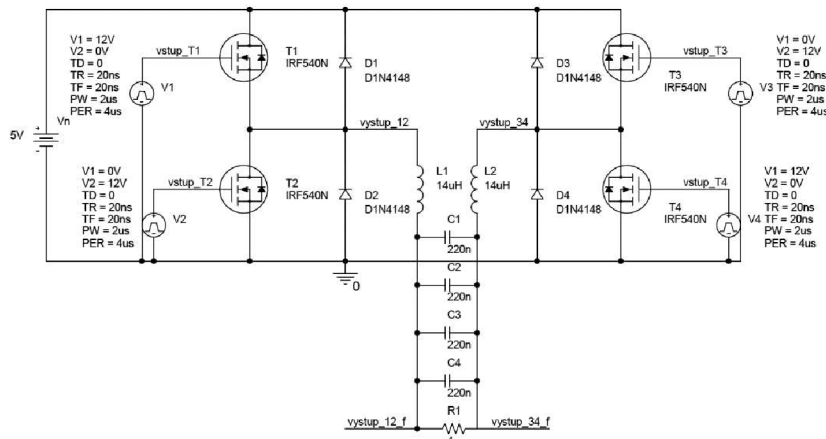 V1 = 12V
V2 = 0V
TD = 0
TR = 20ns
TF = 20ns
PW = 2us
PER = 4us
vstup_T1
V1
T1
IRF540N
D1
D1N4148
D3
D1N4148
vstup_T3
T3
IRF540N
V3
V1 = 0V
V2 = 12V
TD = 0
TR = 20ns
TF = 20ns
PW = 2us
PER = 4us
Vn
5V
vystup_12
vystup_34
V1 = 0V
V2 = 12V
TD = 0
TR = 20ns
TF = 20ns
PW = 2us
PER = 4us
vstup_T2
V2
T2
IRF540N
D2
D1N4148
L1
14uH
L2
14uH
D4
D1N4148
vstup_T4
T4
IRF540N
V4
V1 = 12V
V2 = 0V
TD = 0
TR = 20ns
TF = 20ns
PW = 2us
PER = 4us
0
C1
220n
C2
220n
C3
220n
C4
220n
R1
vystup_12_f
vystup_34_f